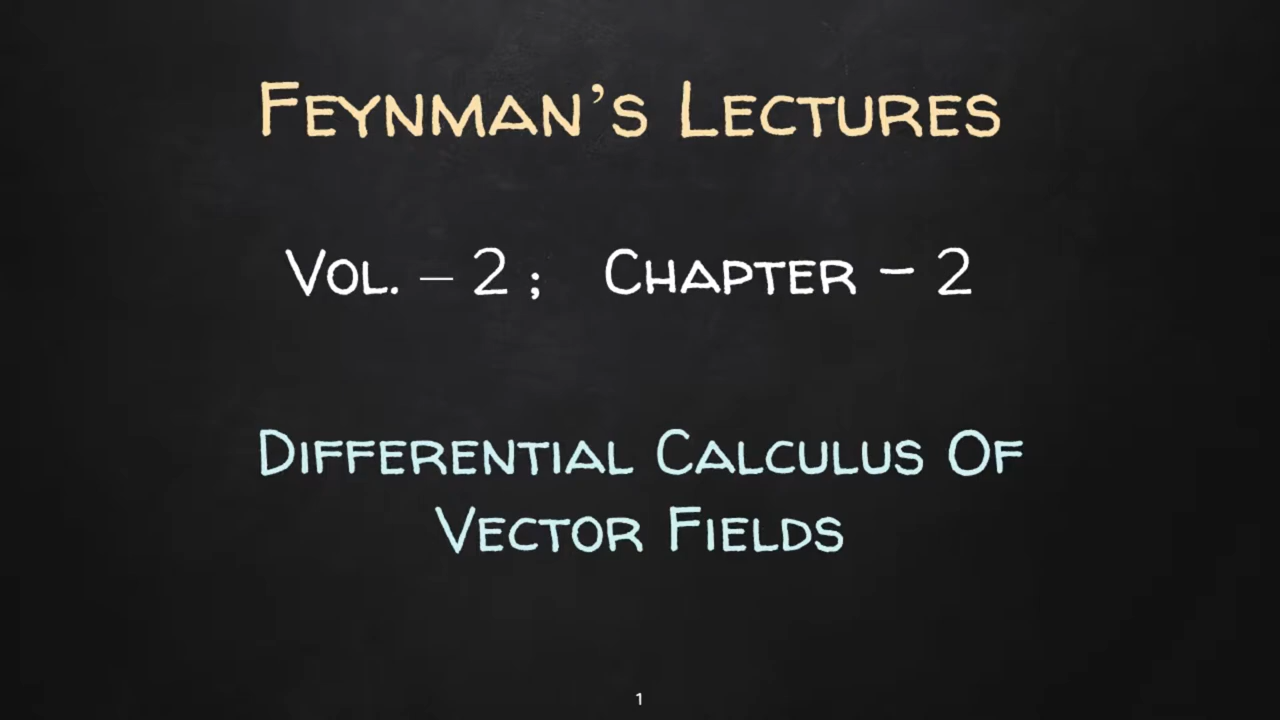 Feynman’s Lectures
Vol. – 2 ; Chapter – 2
Differential Calculus Of
Vector Fields
1